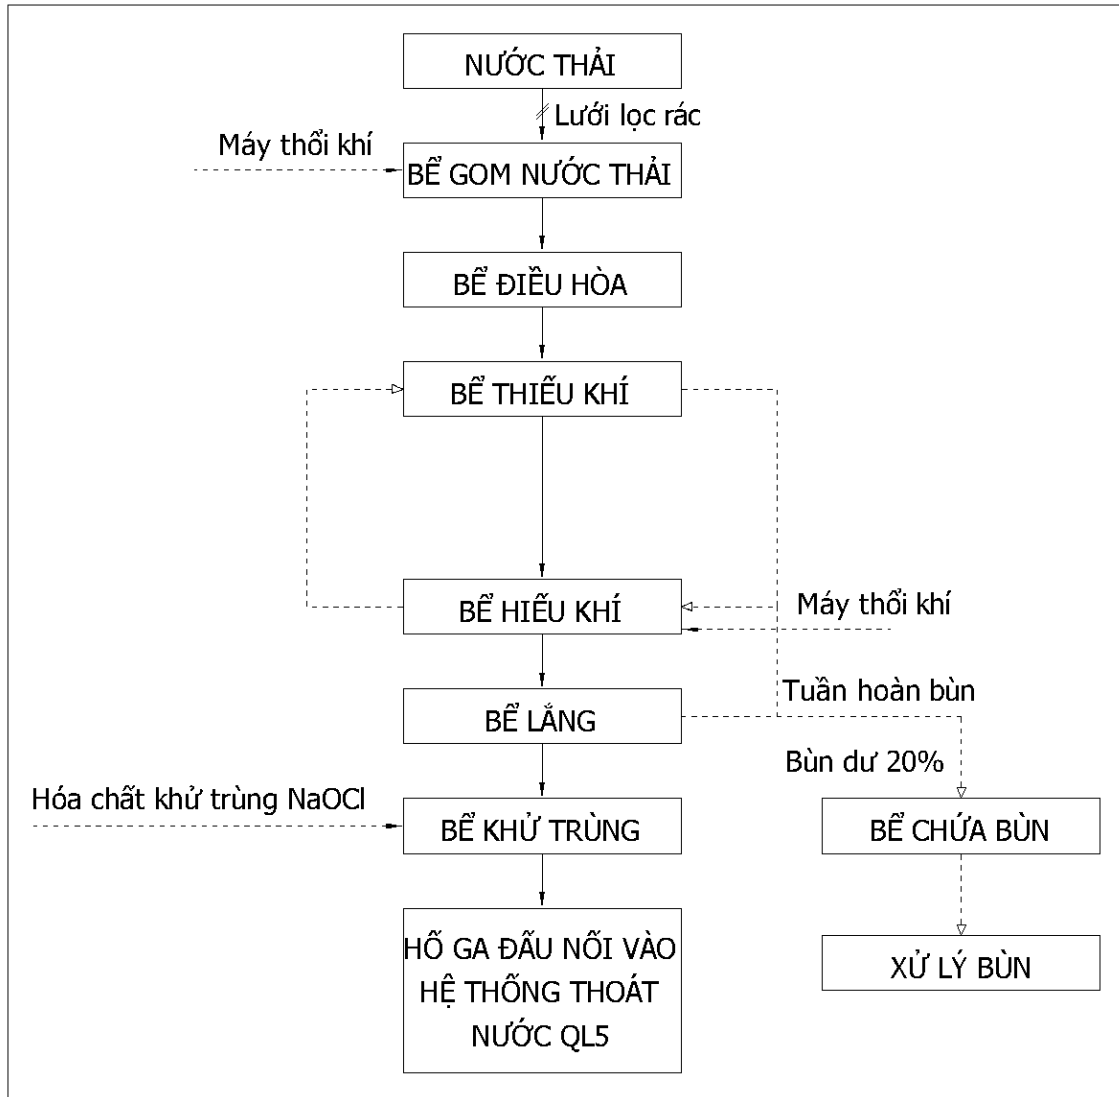 NƯỚC THẢI
Lưới lọc rác
Máy thổi khí
BỂ GOM NƯỚC THẢI
BỂ ĐIỀU HÒA
BỂ THIẾU KHÍ
BỂ HIẾU KHÍ
Máy thổi khí
Tuần hoàn bùn
BỂ LẮNG
Bùn dư 20%
Hóa chất khử trùng NaOCl
BỂ KHỬ TRÙNG
BỂ CHỨA BÙN
HỐ GA ĐẤU NỐI VÀO
HỆ THỐNG THOÁT
NƯỚC QL5
XỬ LÝ BÙN